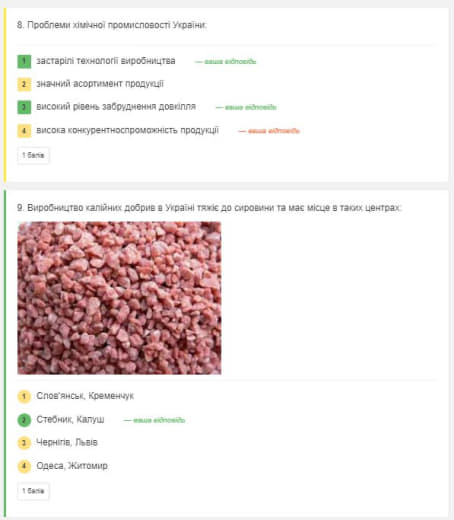 8. Проблеми хімічної промисловості України:
1 застарілі технології виробництва — ваша відповідь
2 значний асортимент продукції
3 високий рівень забруднення довкілля — ваша відповідь
4 висока конкурентноспроможність продукції — ваша відповідь
1 балів
9. Виробництво калійних добрив в Україні тяжіє до сировини та має місце в таких центрах:
1 Слов'янськ, Кременчук
2 Стебник, Калуш — ваша відповідь
3 Чернігів, Львів
4 Одеса, Житомир
1 балів